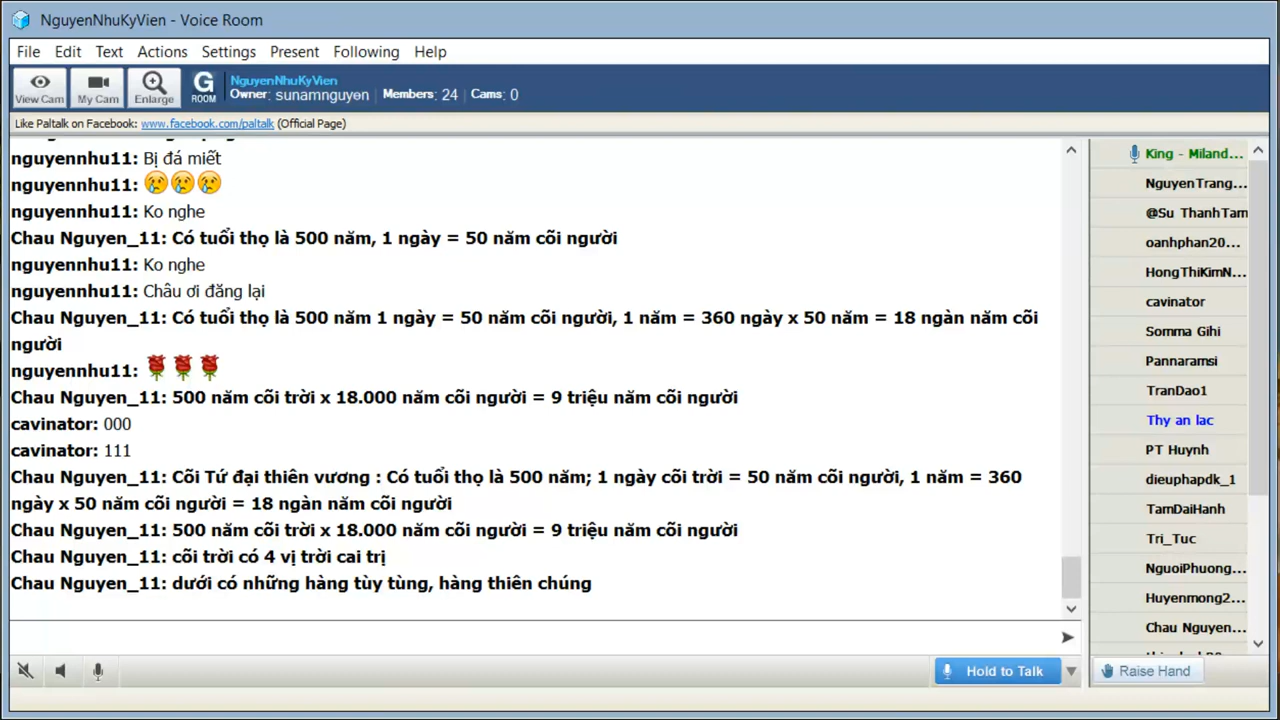 NguyenNhuKyVien - Voice Room
File Edit Text Actions Settings Present Following Help
View Cam
My Cam
Enlarge
G
ROOM
NguyenNhuKyVien
Owner: sunamnguyen Members: 24 Cams: 0
Like Paltalk on Facebook: www.facebook.com/paltalk (Official Page)
nguyennhu11: Bị đá miết
nguyennhu11:
nguyennhu11: Ko nghe
Chau Nguyen_11: Có tuổi thọ là 500 năm, 1 ngày = 50 năm cõi người
nguyennhu11: Ko nghe
nguyennhu11: Châu ơi đăng lại
Chau Nguyen_11: Có tuổi thọ là 500 năm 1 ngày = 50 năm cõi người, 1 năm = 360 ngày x 50 năm = 18 ngàn năm cõi
người
nguyennhu11:
Chau Nguyen_11: 500 năm cõi trời x 18.000 năm cõi người = 9 triệu năm cõi người
cavinator: 000
cavinator: 111
Chau Nguyen_11: Cõi Tứ đại thiên vương : Có tuổi thọ là 500 năm; 1 ngày cõi trời = 50 năm cõi người, 1 năm = 360
ngày x 50 năm cõi người = 18 ngàn năm cõi người
Chau Nguyen_11: 500 năm cõi trời x 18.000 năm cõi người = 9 triệu năm cõi người
Chau Nguyen_11: cõi trời có 4 vị trời cai trị
Chau Nguyen_11: dưới có những hàng tùy tùng, hàng thiên chúng
King - Miland...
NguyenTrang...
@Su ThanhTam
oanhphan20...
HongThiKimN...
cavinator
Somma Gihi
Pannaramsi
TranDao1
Thy an lac
PT Huynh
dieuphapdk_1
TamDaiHanh
Tri_Tuc
NguoiPhuong...
Huyenmong2...
Chau Nguyen...
Hold to Talk
Raise Hand